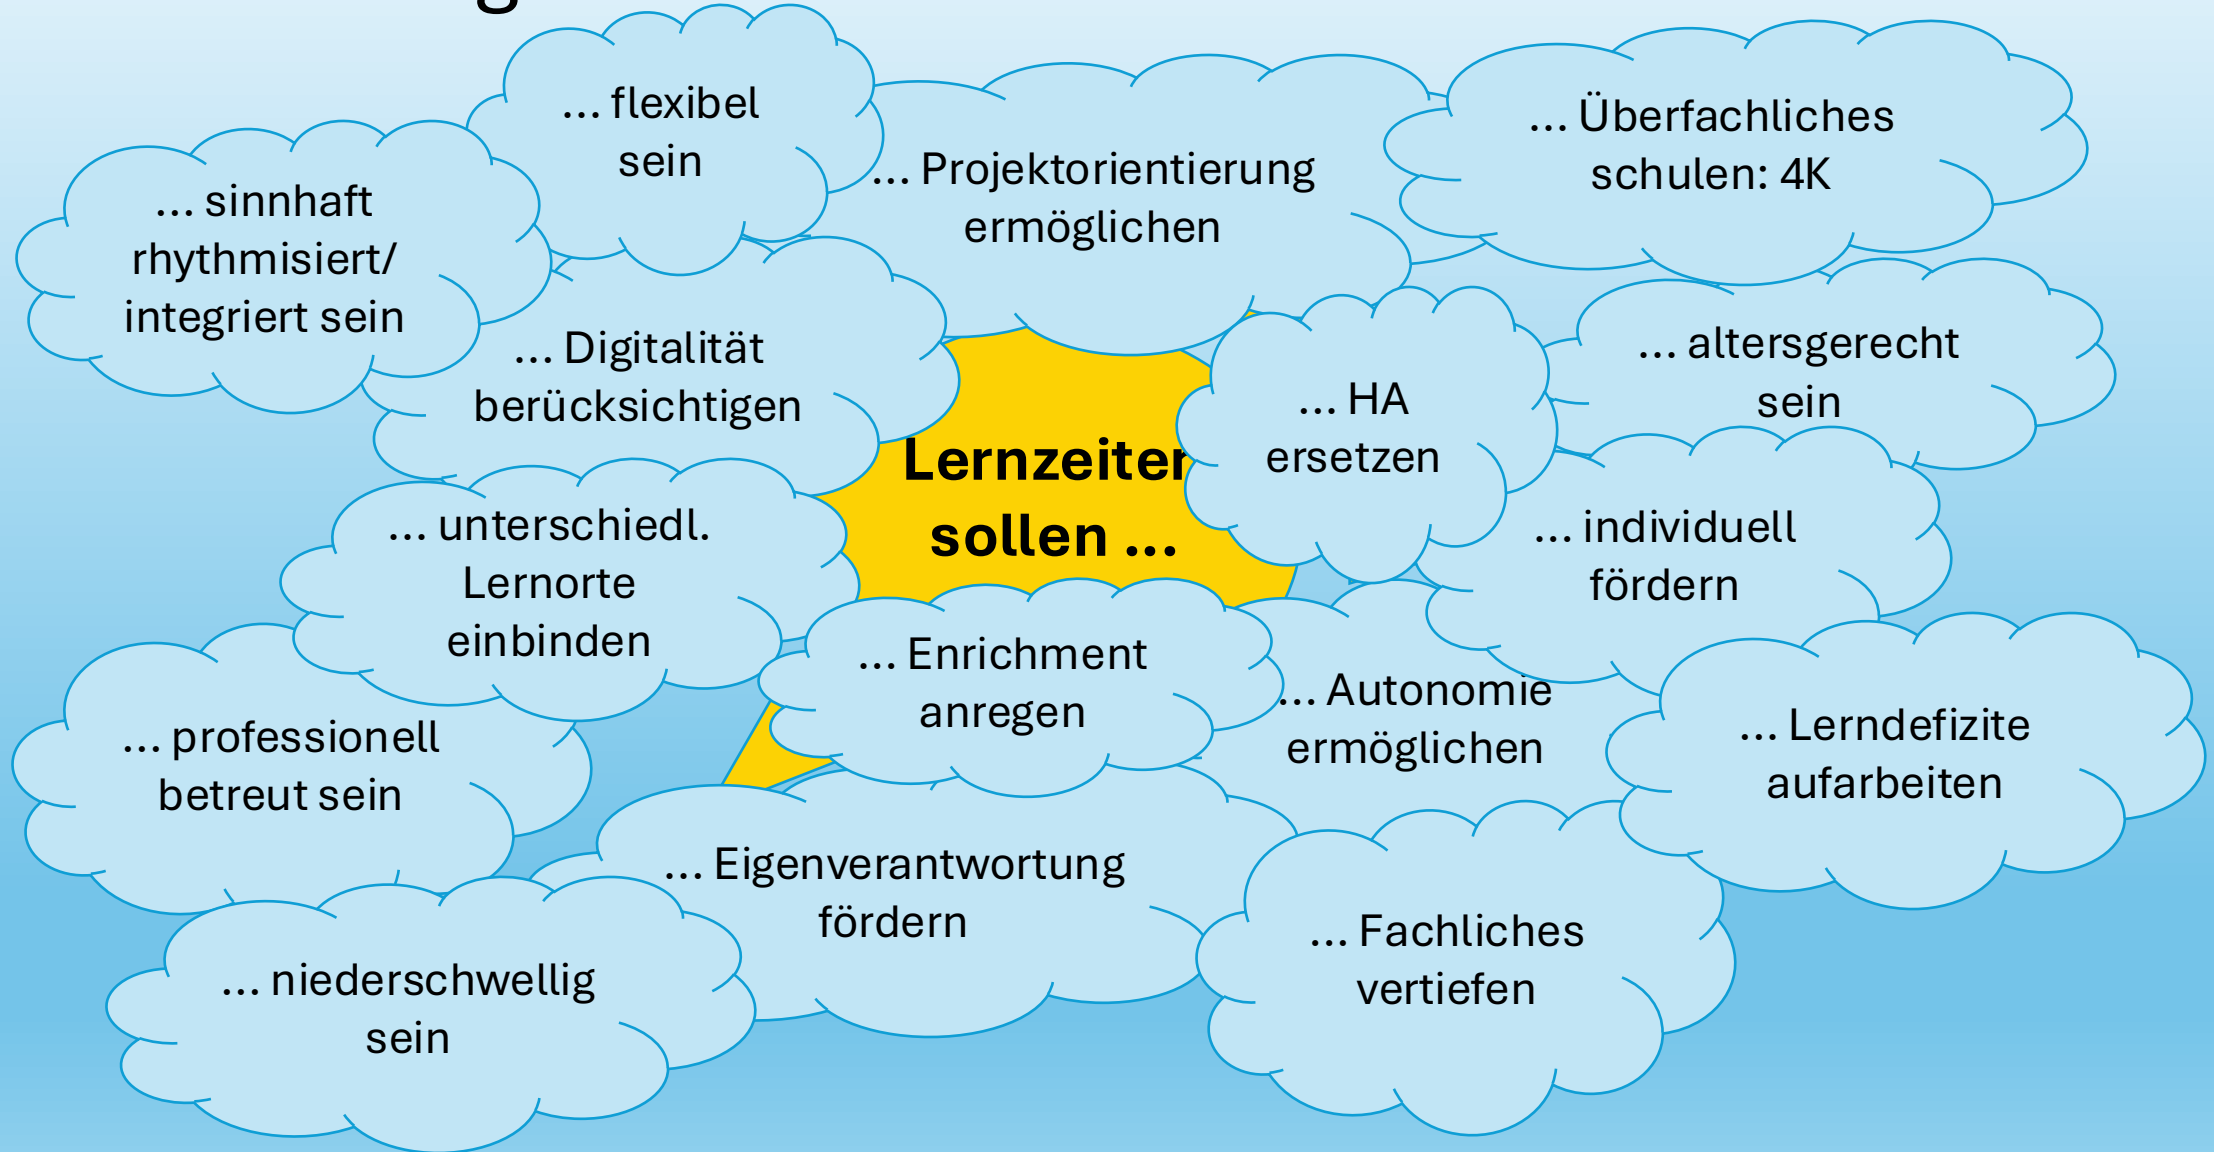 ... flexibel
sein
... Projektorientierung
ermöglichen
... Überfachliches
schulen: 4K
... sinnhaft
rhythmisiert/
integriert sein
... Digitalität
berücksichtigen
... HA
ersetzen
... altersgerecht
sein
Lernzeiten
sollen ...
... unterschiedl.
Lernorte
einbinden
... individuell
fördern
... Enrichment
anregen
... Autonomie
ermöglichen
... Lerndefizite
aufarbeiten
... professionell
betreut sein
... Eigenverantwortung
fördern
... Fachliches
vertiefen
... niederschwellig
sein